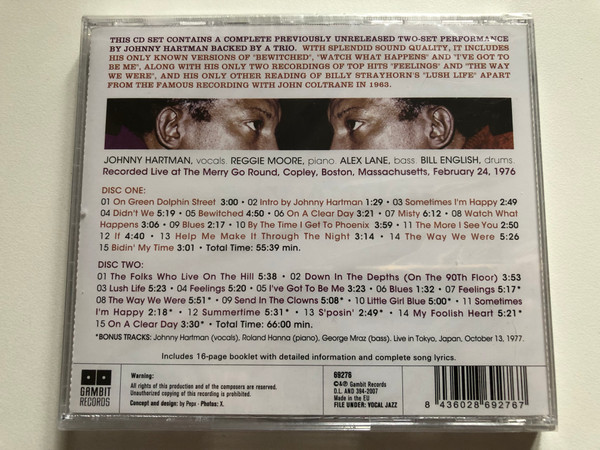 THIS CD SET CONTAINS A COMPLETE PREVIOUSLY UNRELEASED TWO-SET PERFORMANCE
BY JOHNNY HARTMAN BACKED BY A TRIO. WITH SPLENDID SOUND QUALITY, IT INCLUDES
HIS ONLY KNOWN VERSIONS OF "BEWITCHED", "WATCH WHAT HAPPENS" AND "I'VE GOT TO
BE ME", ALONG WITH HIS ONLY TWO RECORDINGS OF TOP HITS "FEELINGS" AND "THE WAY
WE WERE", AND HIS ONLY OTHER READING OF BILLY STRAYHORN'S "LUSH LIFE" APART
FROM THE FAMOUS RECORDING WITH JOHN COLTRANE IN 1963.
JOHNNY HARTMAN, vocals. REGGIE MOORE, piano. ALEX LANE, bass. BILL ENGLISH, drums.
Recorded Live at The Merry Go Round, Copley, Boston, Massachusetts, February 24, 1976
DISC ONE:
01 On Green Dolphin Street 3:00 • 02 Intro by Johnny Hartman 1:29 • 03 Sometimes I'm Happy 2:49
04 Didn't We 5:19 • 05 Bewitched 4:50 • 06 On A Clear Day 3:21 • 07 Misty 6:12 • 08 Watch What
Happens 3:06 • 09 Blues 2:17 • 10 By The Time I Get To Phoenix 3:59 • 11 The More I See You 2:50
12 If 4:40 • 13 Help Me Make It Through The Night 3:14 • 14 The Way We Were 5:26
15 Bidin' My Time 3:01 • Total Time: 55:39 min.
DISC TWO:
01 The Folks Who Live On The Hill 5:38 • 02 Down In The Depths (On The 90Th Floor) 3:53
03 Lush Life 5:23 • 04 Feelings 5:20 • 05 I've Got To Be Me 3:23 • 06 Blues 1:32 • 07 Feelings 5:17*
08 The Way We Were 5:51* • 09 Send In The Clowns 5:08* • 10 Little Girl Blue 5:00* • 11 Sometimes
I'm Happy 2:18* • 12 Summertime 5:31* • 13 S'posin' 2:49* • 14 My Foolish Heart 5:21*
15 On A Clear Day 3:30* • Total Time: 66:00 min.
*BONUS TRACKS: Johnny Hartman (vocals), Roland Hanna (piano), George Mraz (bass). Live in Tokyo, Japan, October 13, 1977.
Includes 16-page booklet with detailed information and complete song lyrics.
GAMBIT
RECORDS
Warning:
All rights of this production and of the composers are reserved.
Unauthorized copying of this recording is prohibited.
Concept and design: by Peps - Photos: X.
69276
©&℗ Gambit Records
D.L. AND 394-2007
Made in the EU
FILE UNDER: VOCAL JAZZ
8 436028 692767